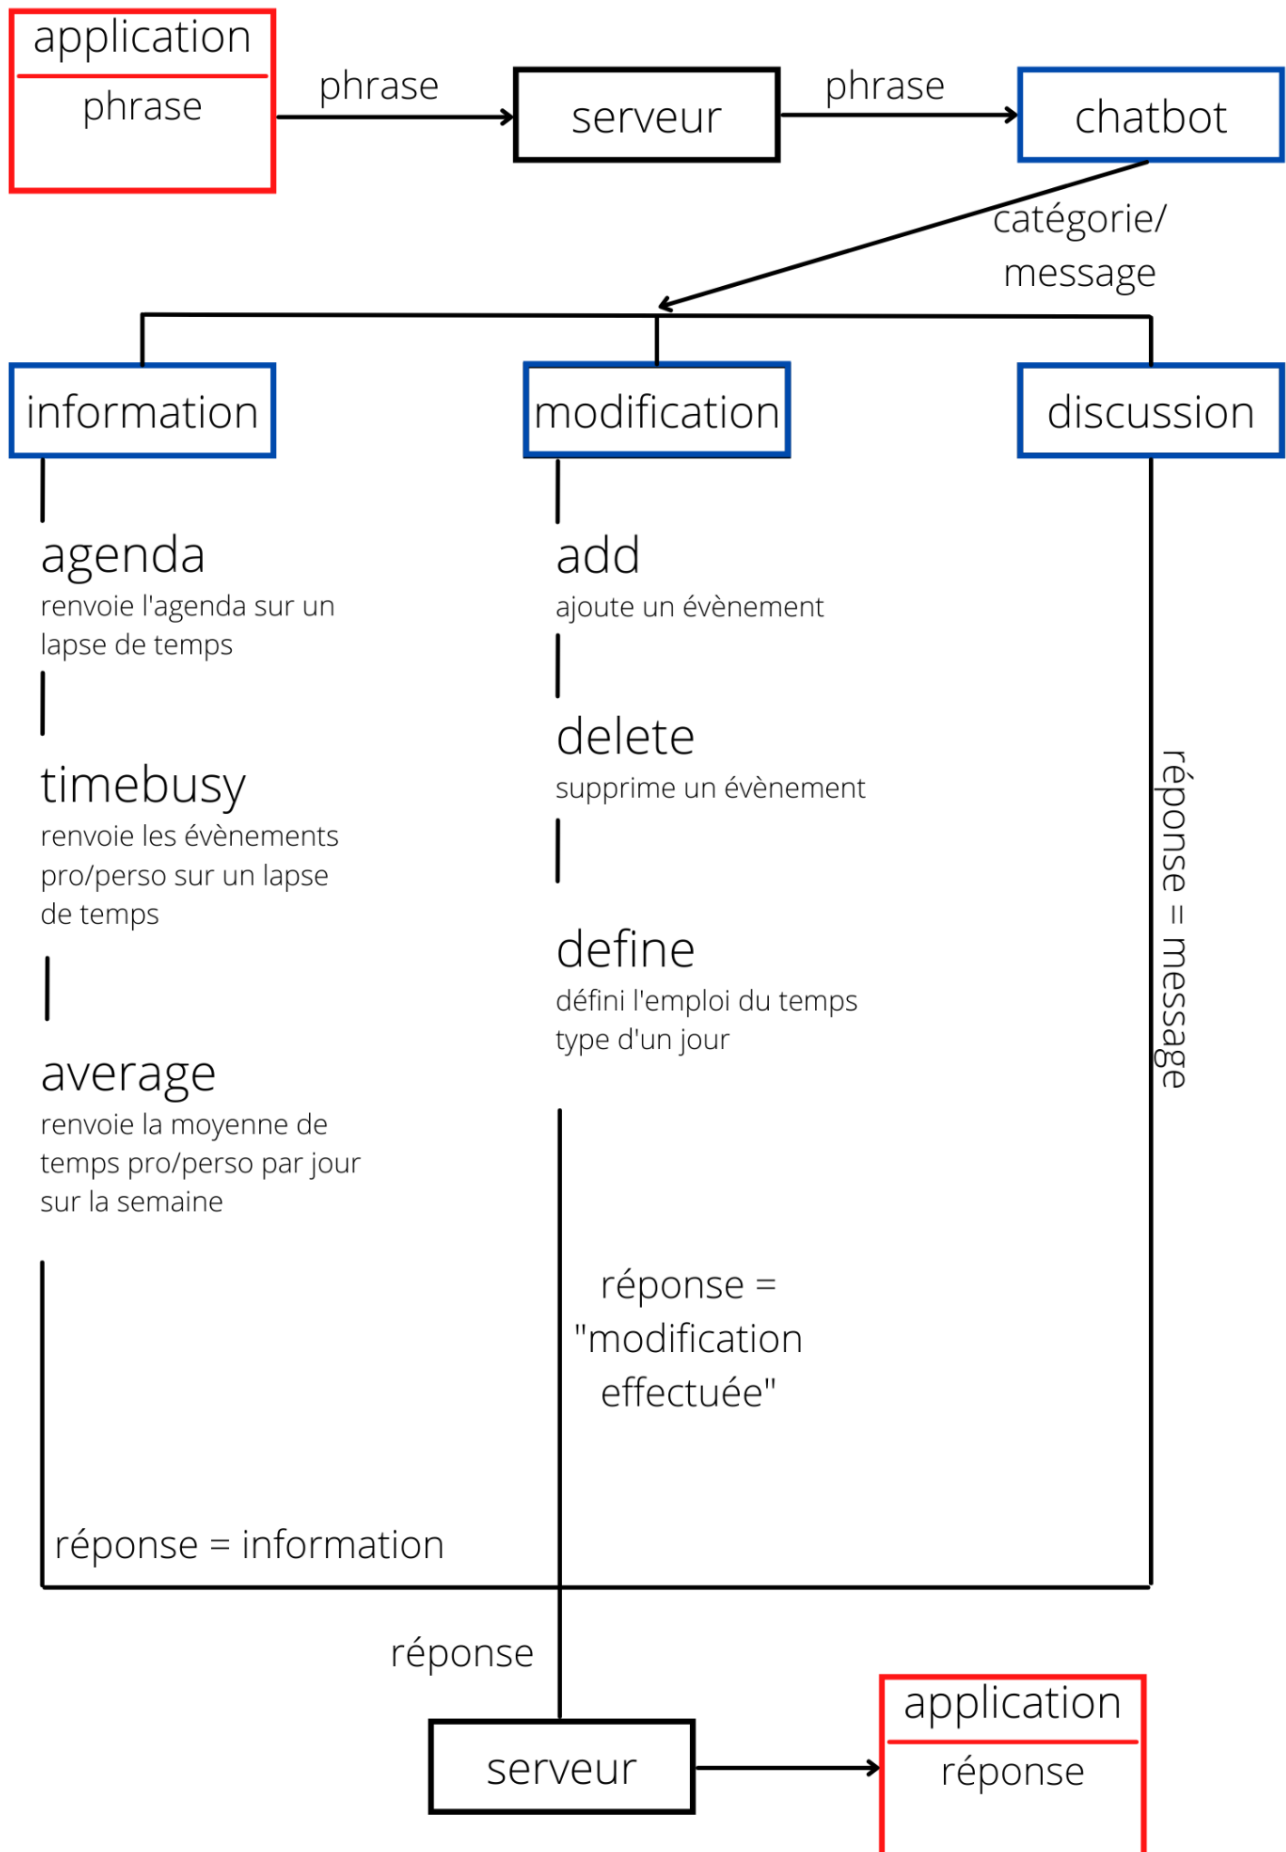 application
phrase
phrase
serveur
phrase
chatbot
catégorie/
message
information
modification
discussion
agenda
renvoie l'agenda sur un
lapse de temps
timebusy
renvoie les évènements
pro/perso sur un lapse
de temps
average
renvoie la moyenne de
temps pro/perso par jour
sur la semaine
add
ajoute un évènement
delete
supprime un évènement
define
défini l'emploi du temps
type d'un jour
réponse = message
réponse =
"modification
effectuée"
réponse = information
réponse
serveur
application
réponse